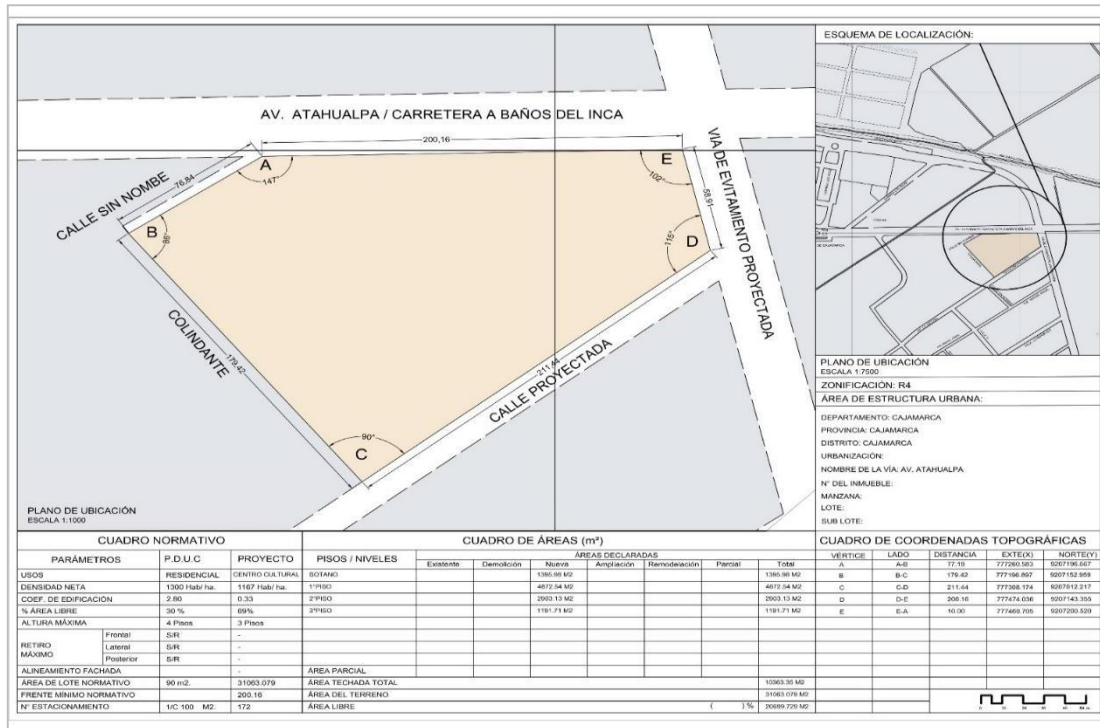 AV. ATAHUALPA / CARRETERA A BAÑOS DEL INCA
200,16
VIA DE EVITAMIENTO PROYECTADA
CALLE SIN NOMBE
76.84
A
147°
E
102°
58.91
B
86°
D
115°
COLINDANTE
179.42
211.44
CALLE PROYECTADA
90°
C
PLANO DE UBICACIÓN
ESCALA 1:1000
ESQUEMA DE LOCALIZACIÓN:
PLANO DE UBICACIÓN
ESCALA 1:7500
ZONIFICACIÓN: R4
ÁREA DE ESTRUCTURA URBANA:
DEPARTAMENTO: CAJAMARCA
PROVINCIA: CAJAMARCA
DISTRITO: CAJAMARCA
URBANIZACIÓN:
NOMBRE DE LA VÍA: AV. ATAHUALPA
N° DEL INMUEBLE:
MANZANA:
LOTE:
SUB LOTE:
CUADRO NORMATIVO
PARÁMETROS P.D.U.C PROYECTO
USOS RESIDENCIAL CENTRO CULTURAL
DENSIDAD NETA 1300 Hab/ ha. 1167 Hab/ ha.
COEF. DE EDIFICACIÓN 2.80 0.33
% ÁREA LIBRE 30 % 69%
ALTURA MÁXIMA 4 Pisos 3 Pisos
RETIRO MÁXIMO
Frontal S/R -
Lateral S/R -
Posterior S/R -
ALINEAMIENTO FACHADA -
ÁREA DE LOTE NORMATIVO 90 m2. 31063.079
FRENTE MÍNIMO NORMATIVO 200.16
N° ESTACIONAMIENTO 1/C 100 M2. 172
CUADRO DE ÁREAS (m²)
PISOS / NIVELES ÁREAS DECLARADAS
Existente Demolición Nueva Ampliación Remodelación Parcial Total
SOTANO 1395.98 M2 1395.98 M2
1°PISO 4872.54 M2 4872.54 M2
2°PISO 2903.13 M2 2903.13 M2
3°PISO 1191.71 M2 1191.71 M2
ÁREA PARCIAL
ÁREA TECHADA TOTAL 10363.35 M2
ÁREA DEL TERRENO 31063.079 M2
ÁREA LIBRE ( ) % 20699.729 M2
CUADRO DE COORDENADAS TOPOGRÁFICAS
VÉRTICE LADO DISTANCIA EXTE(X) NORTE(Y)
A A-B 77.19 777260.583 9207196.667
B B-C 179.42 777196.897 9207152.959
C C-D 211.44 777308.174 9207012.217
D D-E 208.16 777474.036 9207143.355
E E-A 10.00 777460.705 9207200.520